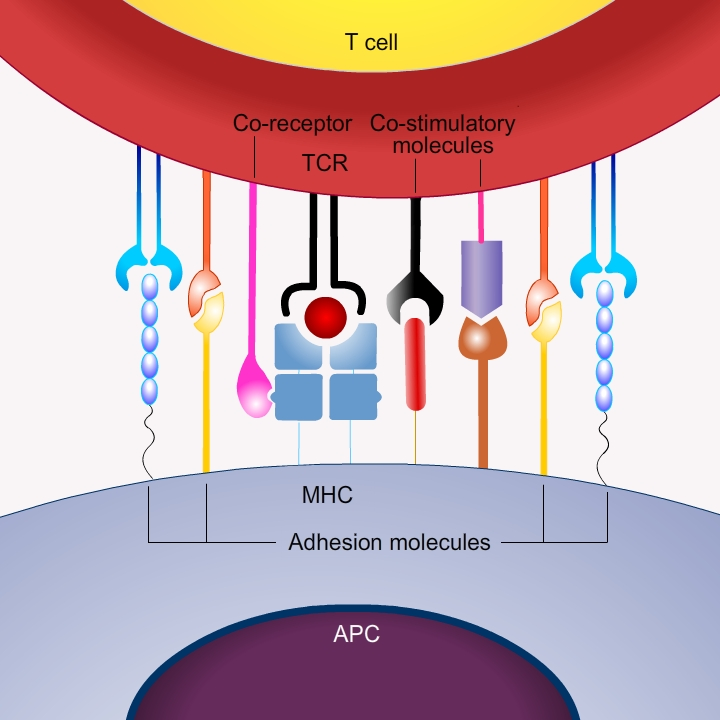 T cell
Co-receptor
Co-stimulatory
molecules
TCR
MHC
Adhesion molecules
APC